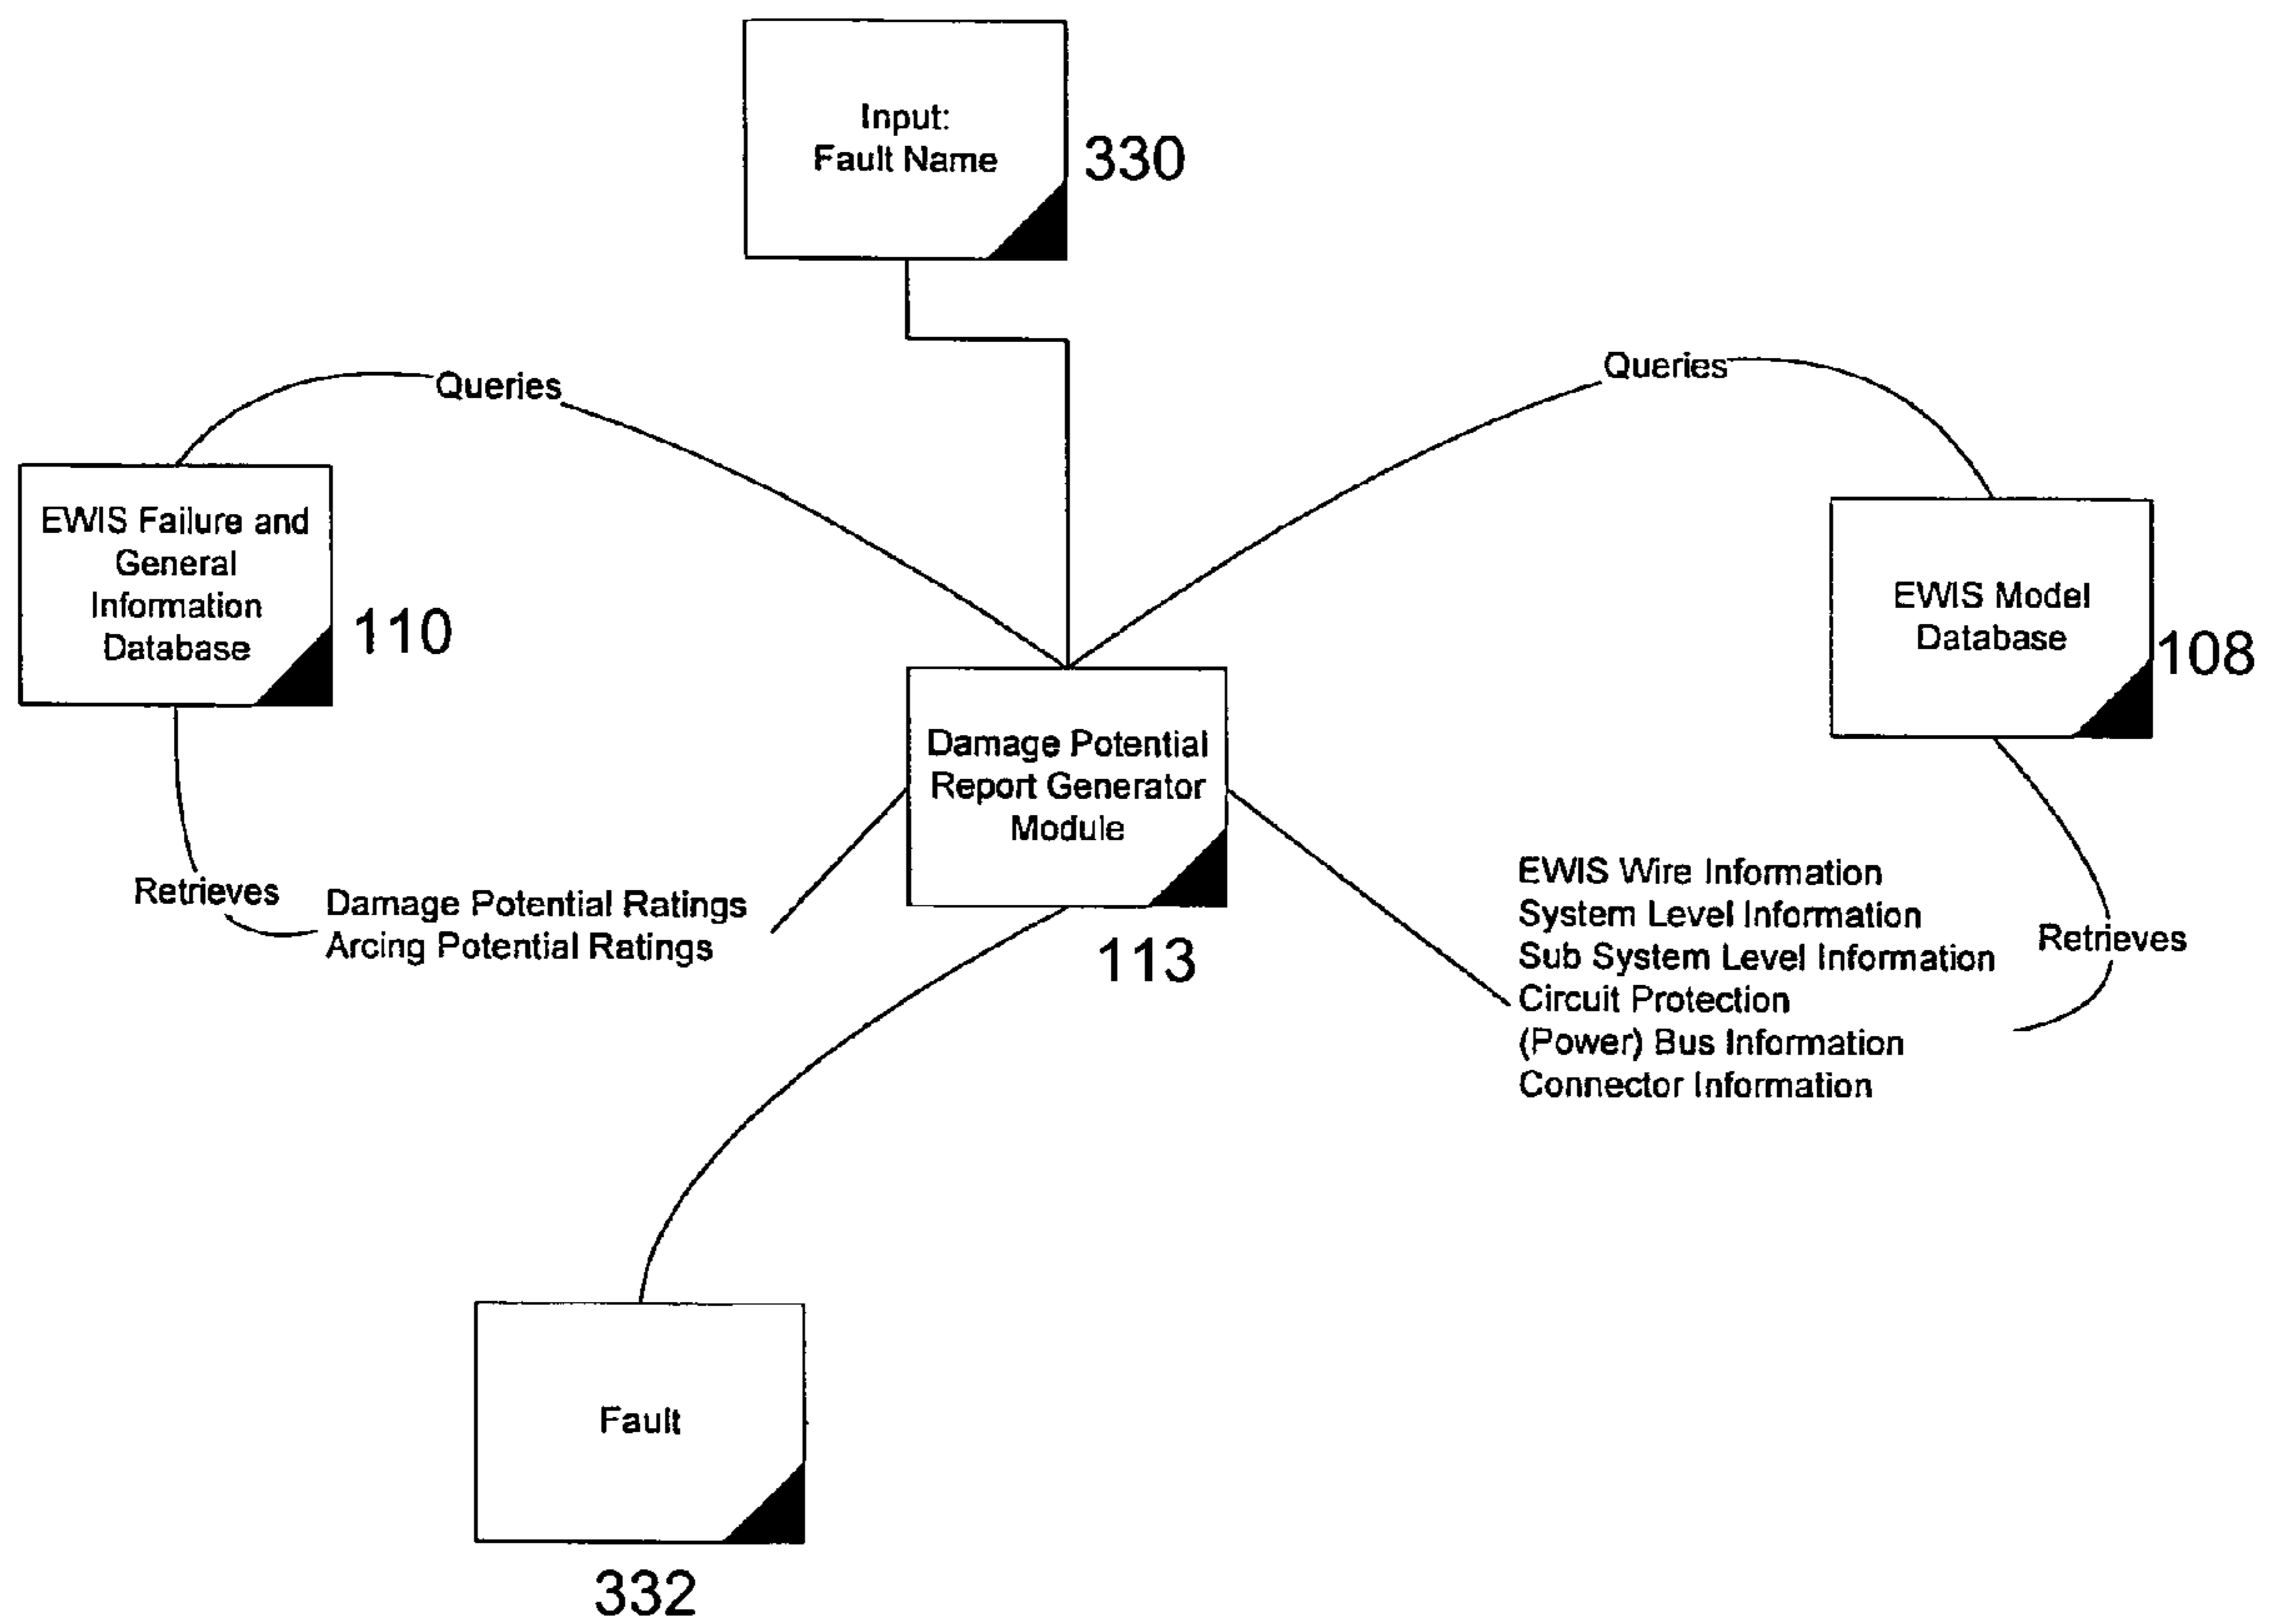 Input:
Fault Name
330
Queries
Queries
EWIS Failure and
General
Information
Database
110
EWIS Model
Database
108
Damage Potential
Report Generator
Module
113
Retrieves
Damage Potential Ratings
Arcing Potential Ratings
EWIS Wire Information
System Level Information
Sub System Level Information
Circuit Protection
(Power) Bus Information
Connector Information
Retrieves
Fault
332